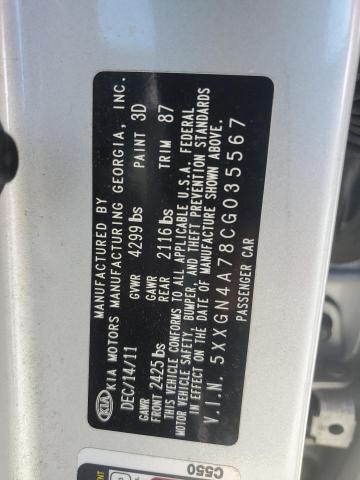 MANUFACTURED BY
KIA KIA MOTORS MANUFACTURING GEORGIA, INC.
DEC/14/11 GVWR 4299 lbs PAINT 3D
GAWR FRONT 2425 lbs GAWR REAR 2116 lbs TRIM 87
THIS VEHICLE CONFORMS TO ALL APPLICABLE U.S.A. FEDERAL
MOTOR VEHICLE SAFETY, BUMPER, AND THEFT PREVENTION STANDARDS
IN EFFECT ON THE DATE OF MANUFACTURE SHOWN ABOVE.
V.I.N. 5XXGN4A78CG035567
PASSENGER CAR
C550